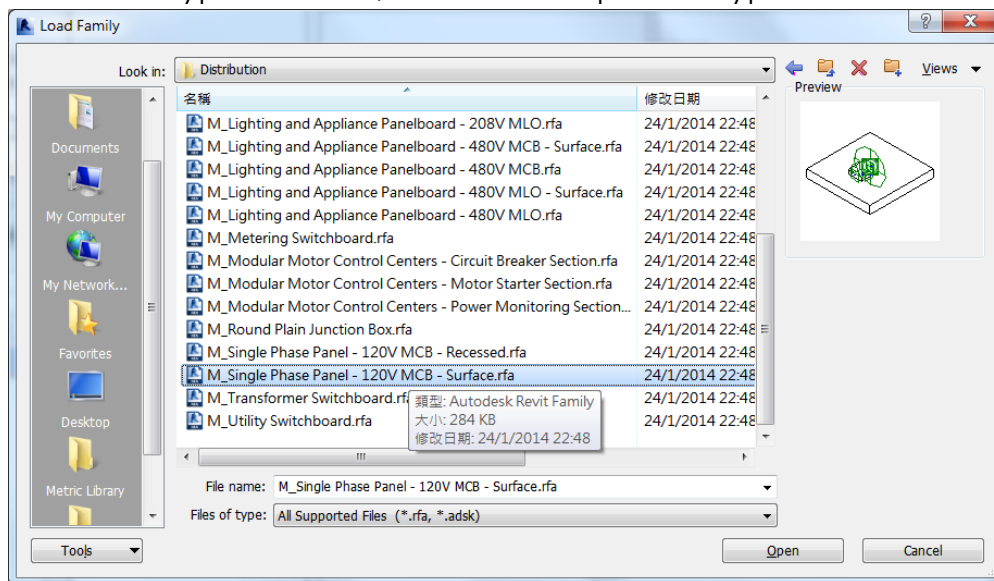 Load Family
Look in: Distribution
Views
Preview
名稱 修改日期
M_Lighting and Appliance Panelboard - 208V MLO.rfa 24/1/2014 22:48
M_Lighting and Appliance Panelboard - 480V MCB - Surface.rfa 24/1/2014 22:48
M_Lighting and Appliance Panelboard - 480V MCB.rfa 24/1/2014 22:48
M_Lighting and Appliance Panelboard - 480V MLO - Surface.rfa 24/1/2014 22:48
M_Lighting and Appliance Panelboard - 480V MLO.rfa 24/1/2014 22:48
M_Metering Switchboard.rfa 24/1/2014 22:48
M_Modular Motor Control Centers - Circuit Breaker Section.rfa 24/1/2014 22:48
M_Modular Motor Control Centers - Motor Starter Section.rfa 24/1/2014 22:48
M_Modular Motor Control Centers - Power Monitoring Section... 24/1/2014 22:48
M_Round Plain Junction Box.rfa 24/1/2014 22:48
M_Single Phase Panel - 120V MCB - Recessed.rfa 24/1/2014 22:48
M_Single Phase Panel - 120V MCB - Surface.rfa 24/1/2014 22:48
M_Transformer Switchboard.rfa 24/1/2014 22:48
M_Utility Switchboard.rfa 24/1/2014 22:48
類型: Autodesk Revit Family
大小: 284 KB
修改日期: 24/1/2014 22:48
Documents
My Computer
My Network...
Favorites
Desktop
Metric Library
File name: M_Single Phase Panel - 120V MCB - Surface.rfa
Files of type: All Supported Files (*.rfa, *.adsk)
Tools
Open
Cancel